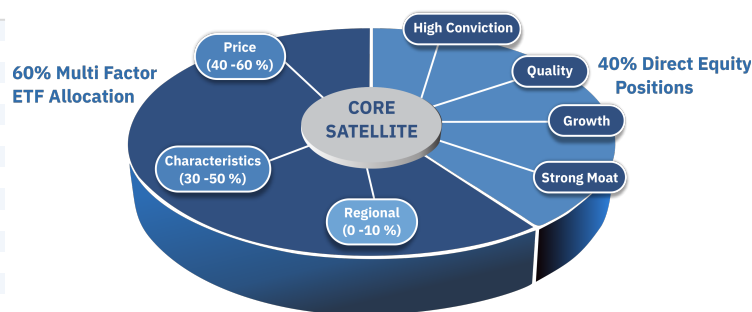 60% Multi Factor
ETF Allocation
Price
(40 -60 %)
Characteristics
(30 -50 %)
Regional
(0 -10 %)
CORE
SATELLITE
High Conviction
Quality
Growth
Strong Moat
40% Direct Equity
Positions